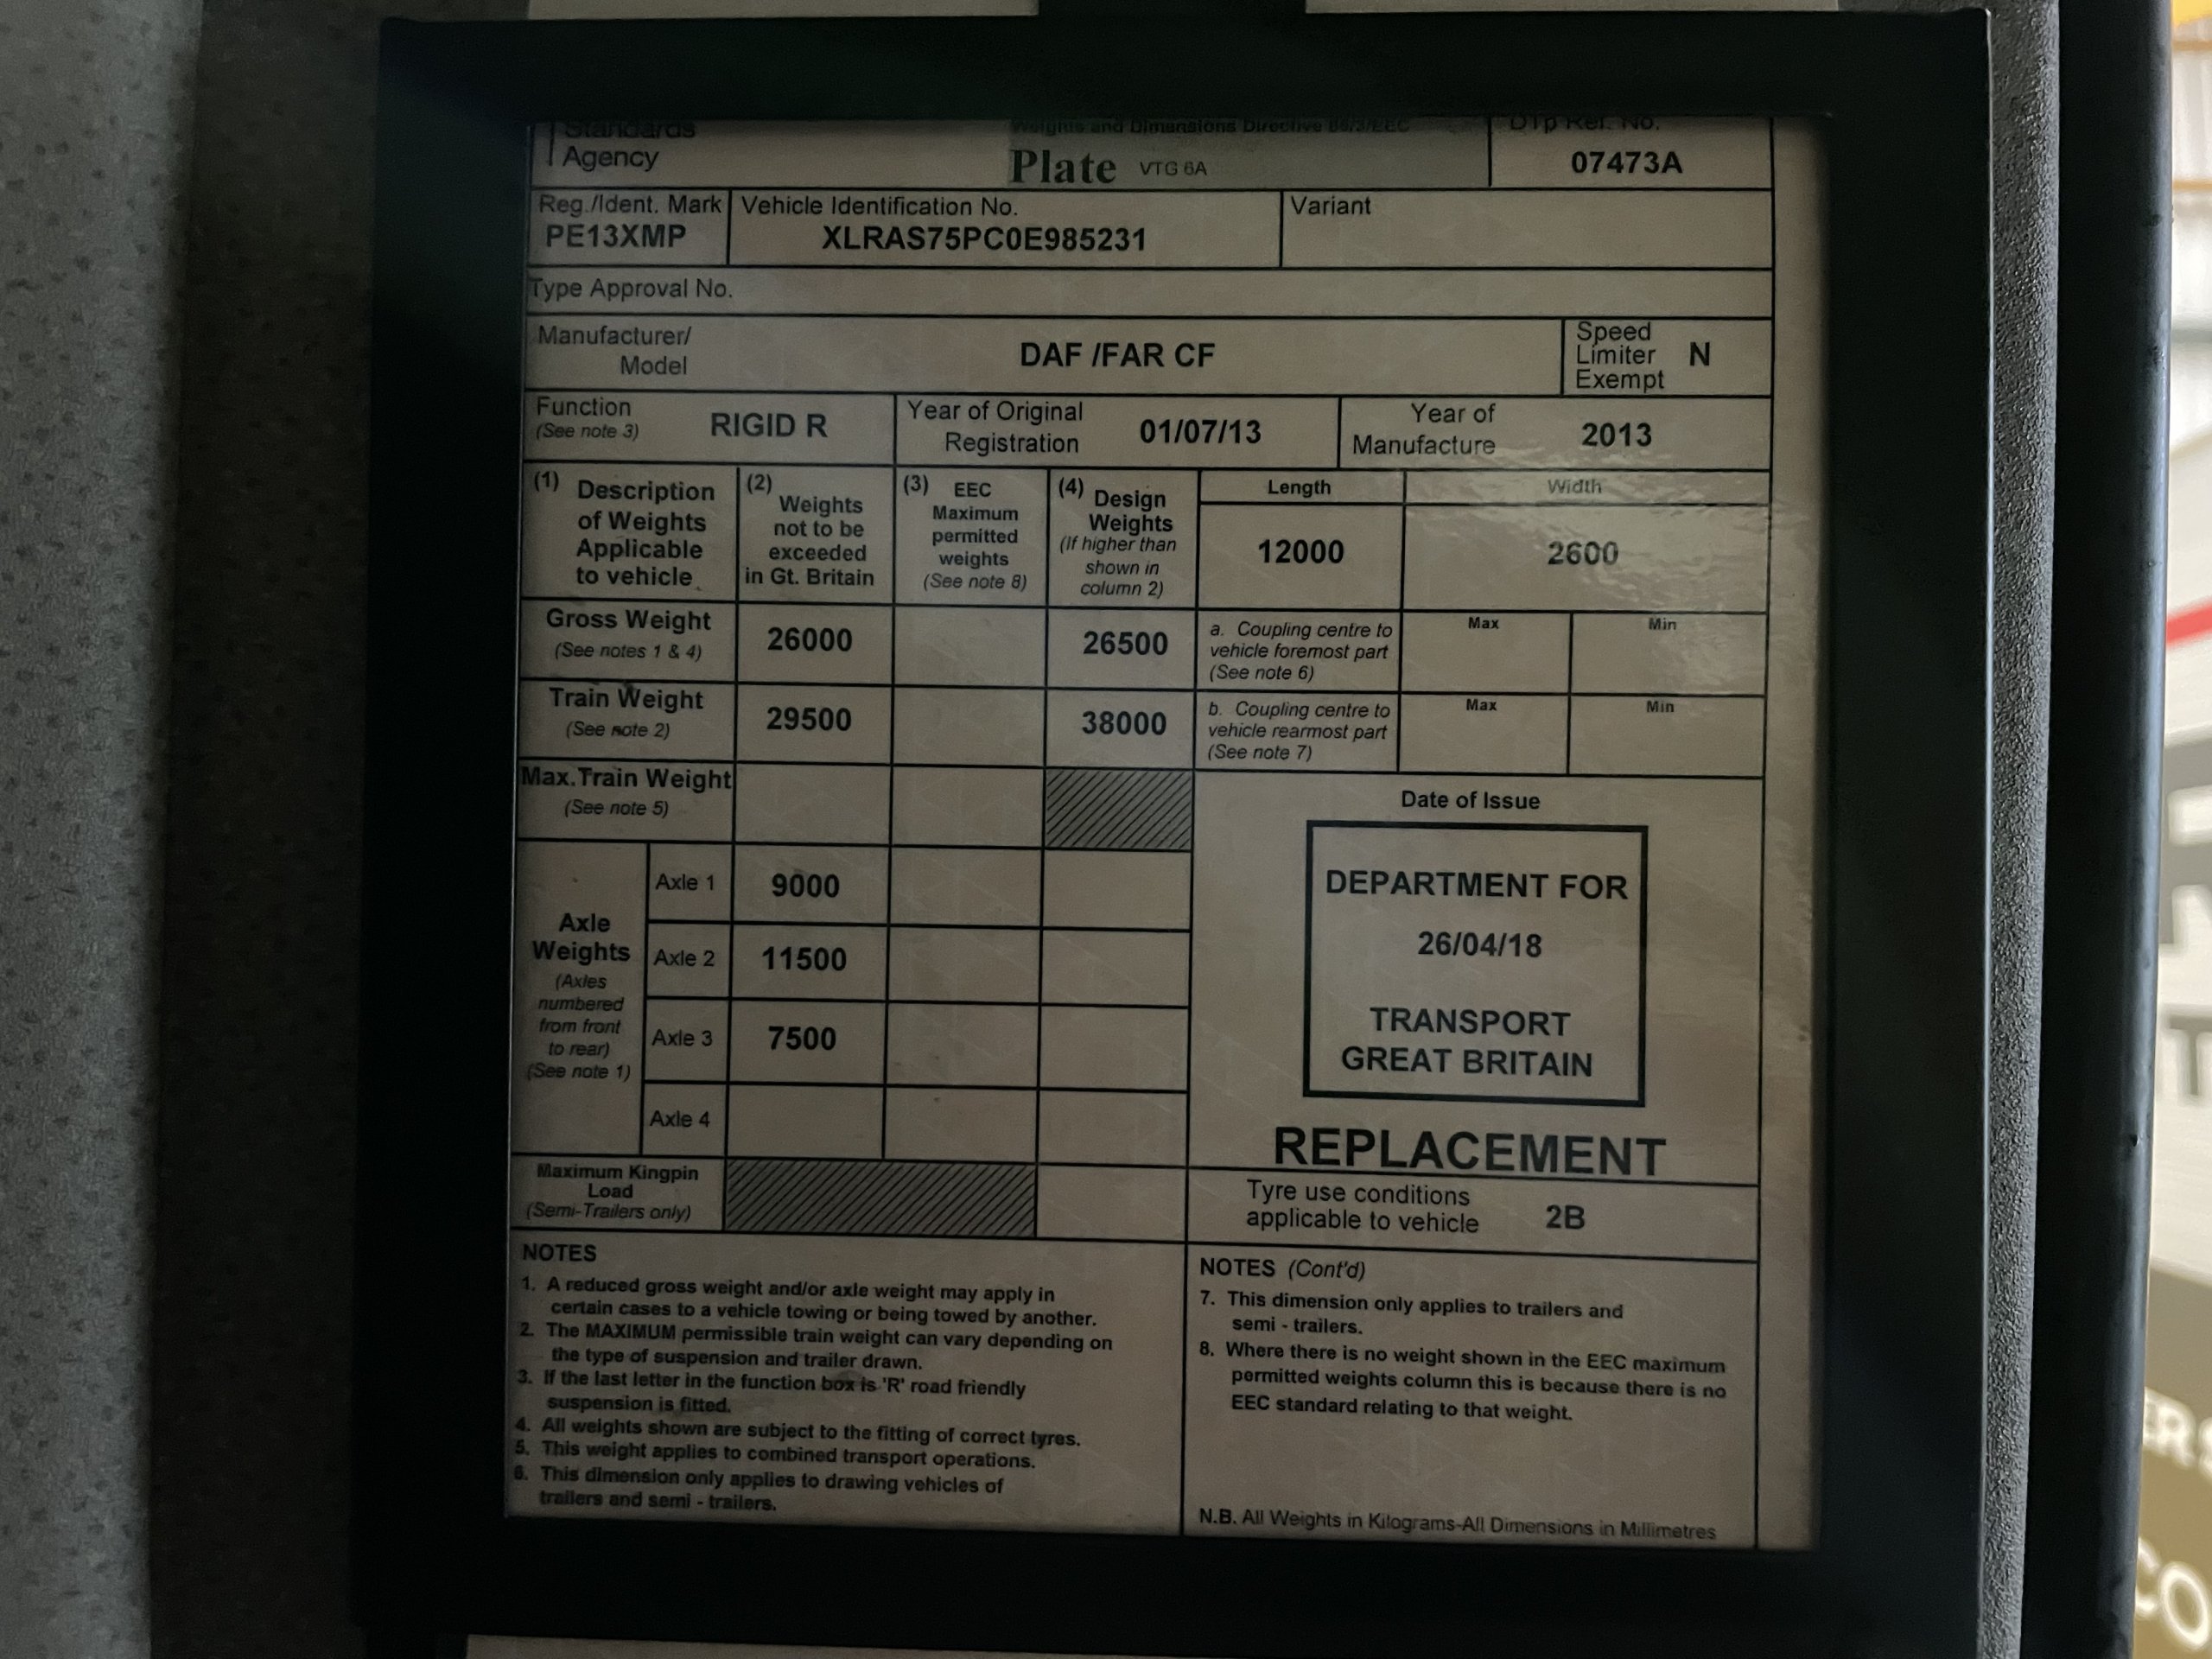 Standards
Agency
Weights and Dimensions Directive
Plate VTG 6A
DTp Ref. No.
07473A
Reg./Ident. Mark
PE13XMP
Vehicle Identification No.
XLRAS75PC0E985231
Variant
Type Approval No.
Manufacturer/
Model
DAF /FAR CF
Speed
Limiter
Exempt
N
Function
(See note 3)
RIGID R
Year of Original
Registration
01/07/13
Year of
Manufacture
2013
(1) Description
of Weights
Applicable
to vehicle
(2) Weights
not to be
exceeded
in Gt. Britain
(3) EEC
Maximum
permitted
weights
(See note 8)
(4) Design
Weights
(If higher than
shown in
column 2)
Length
12000
Width
2600
Gross Weight
(See notes 1 & 4)
26000
26500
a. Coupling centre to
vehicle foremost part
(See note 6)
Max
Min
Train Weight
(See note 2)
29500
38000
b. Coupling centre to
vehicle rearmost part
(See note 7)
Max
Min
Max.Train Weight
(See note 5)
Axle
Weights
(Axles
numbered
from front
to rear)
(See note 1)
Axle 1
9000
Axle 2
11500
Axle 3
7500
Axle 4
Maximum Kingpin
Load
(Semi-Trailers only)
Date of Issue
DEPARTMENT FOR
26/04/18
TRANSPORT
GREAT BRITAIN
REPLACEMENT
Tyre use conditions
applicable to vehicle
2B
NOTES
1. A reduced gross weight and/or axle weight may apply in
certain cases to a vehicle towing or being towed by another.
2. The MAXIMUM permissible train weight can vary depending on
the type of suspension and trailer drawn.
3. If the last letter in the function box is 'R' road friendly
suspension is fitted.
4. All weights shown are subject to the fitting of correct tyres.
5. This weight applies to combined transport operations.
6. This dimension only applies to drawing vehicles of
trailers and semi - trailers.
NOTES (Cont'd)
7. This dimension only applies to trailers and
semi - trailers.
8. Where there is no weight shown in the EEC maximum
permitted weights column this is because there is no
EEC standard relating to that weight.
N.B. All Weights in Kilograms-All Dimensions in Millimetres